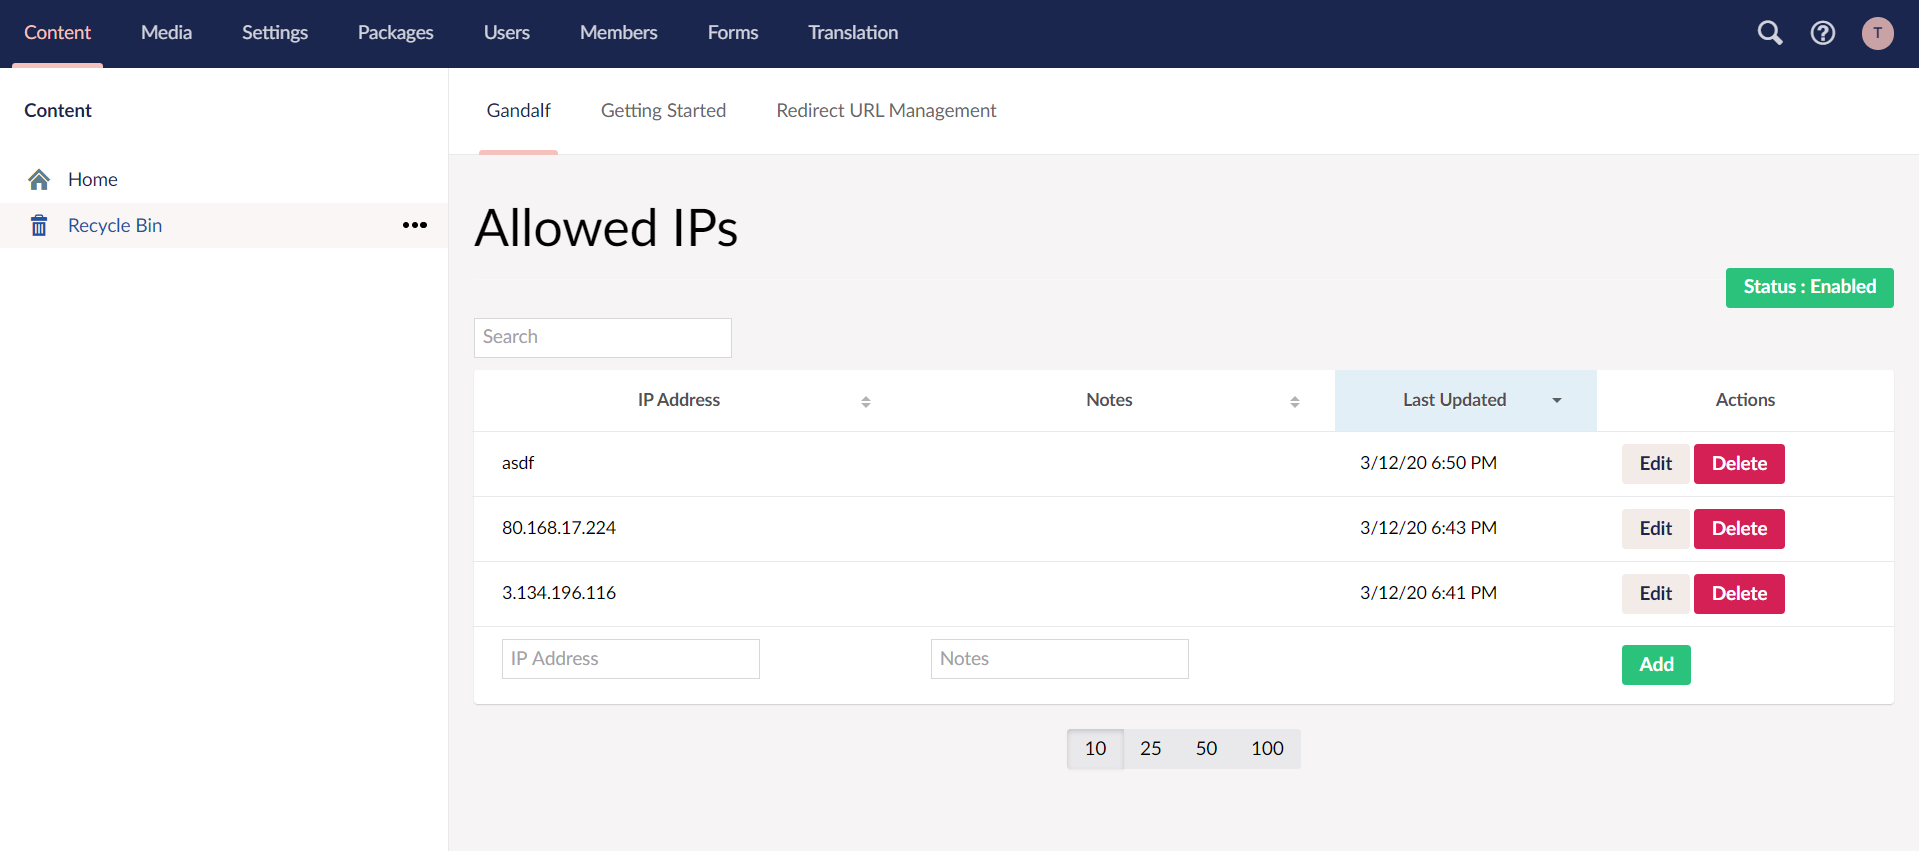 Content Media Settings Packages Users Members Forms Translation T
Content
Home
Recycle Bin
Gandalf Getting Started Redirect URL Management
Allowed IPs
Status : Enabled
Search
IP Address Notes Last Updated Actions
asdf 3/12/20 6:50 PM Edit Delete
80.168.17.224 3/12/20 6:43 PM Edit Delete
3.134.196.116 3/12/20 6:41 PM Edit Delete
IP Address Notes Add
10 25 50 100